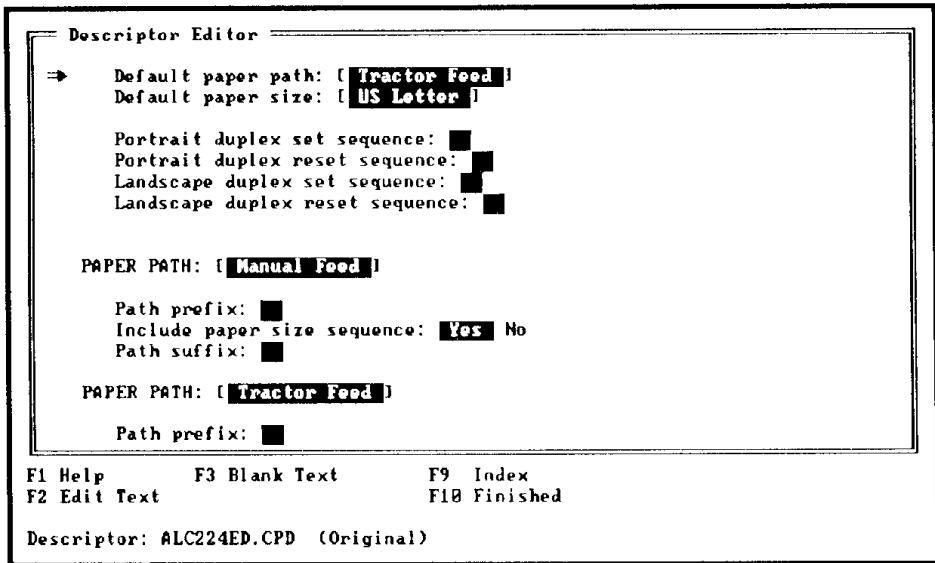 Descriptor Editor
⇒ Default paper path: [ Tractor Feed ]
Default paper size: [ US Letter ]
Portrait duplex set sequence:
Portrait duplex reset sequence:
Landscape duplex set sequence:
Landscape duplex reset sequence:
PAPER PATH: [ Manual Feed ]
Path prefix:
Include paper size sequence: Yes No
Path suffix:
PAPER PATH: [ Tractor Feed ]
Path prefix:
F1 Help F3 Blank Text F9 Index
F2 Edit Text F10 Finished
Descriptor: ALC224ED.CPD (Original)